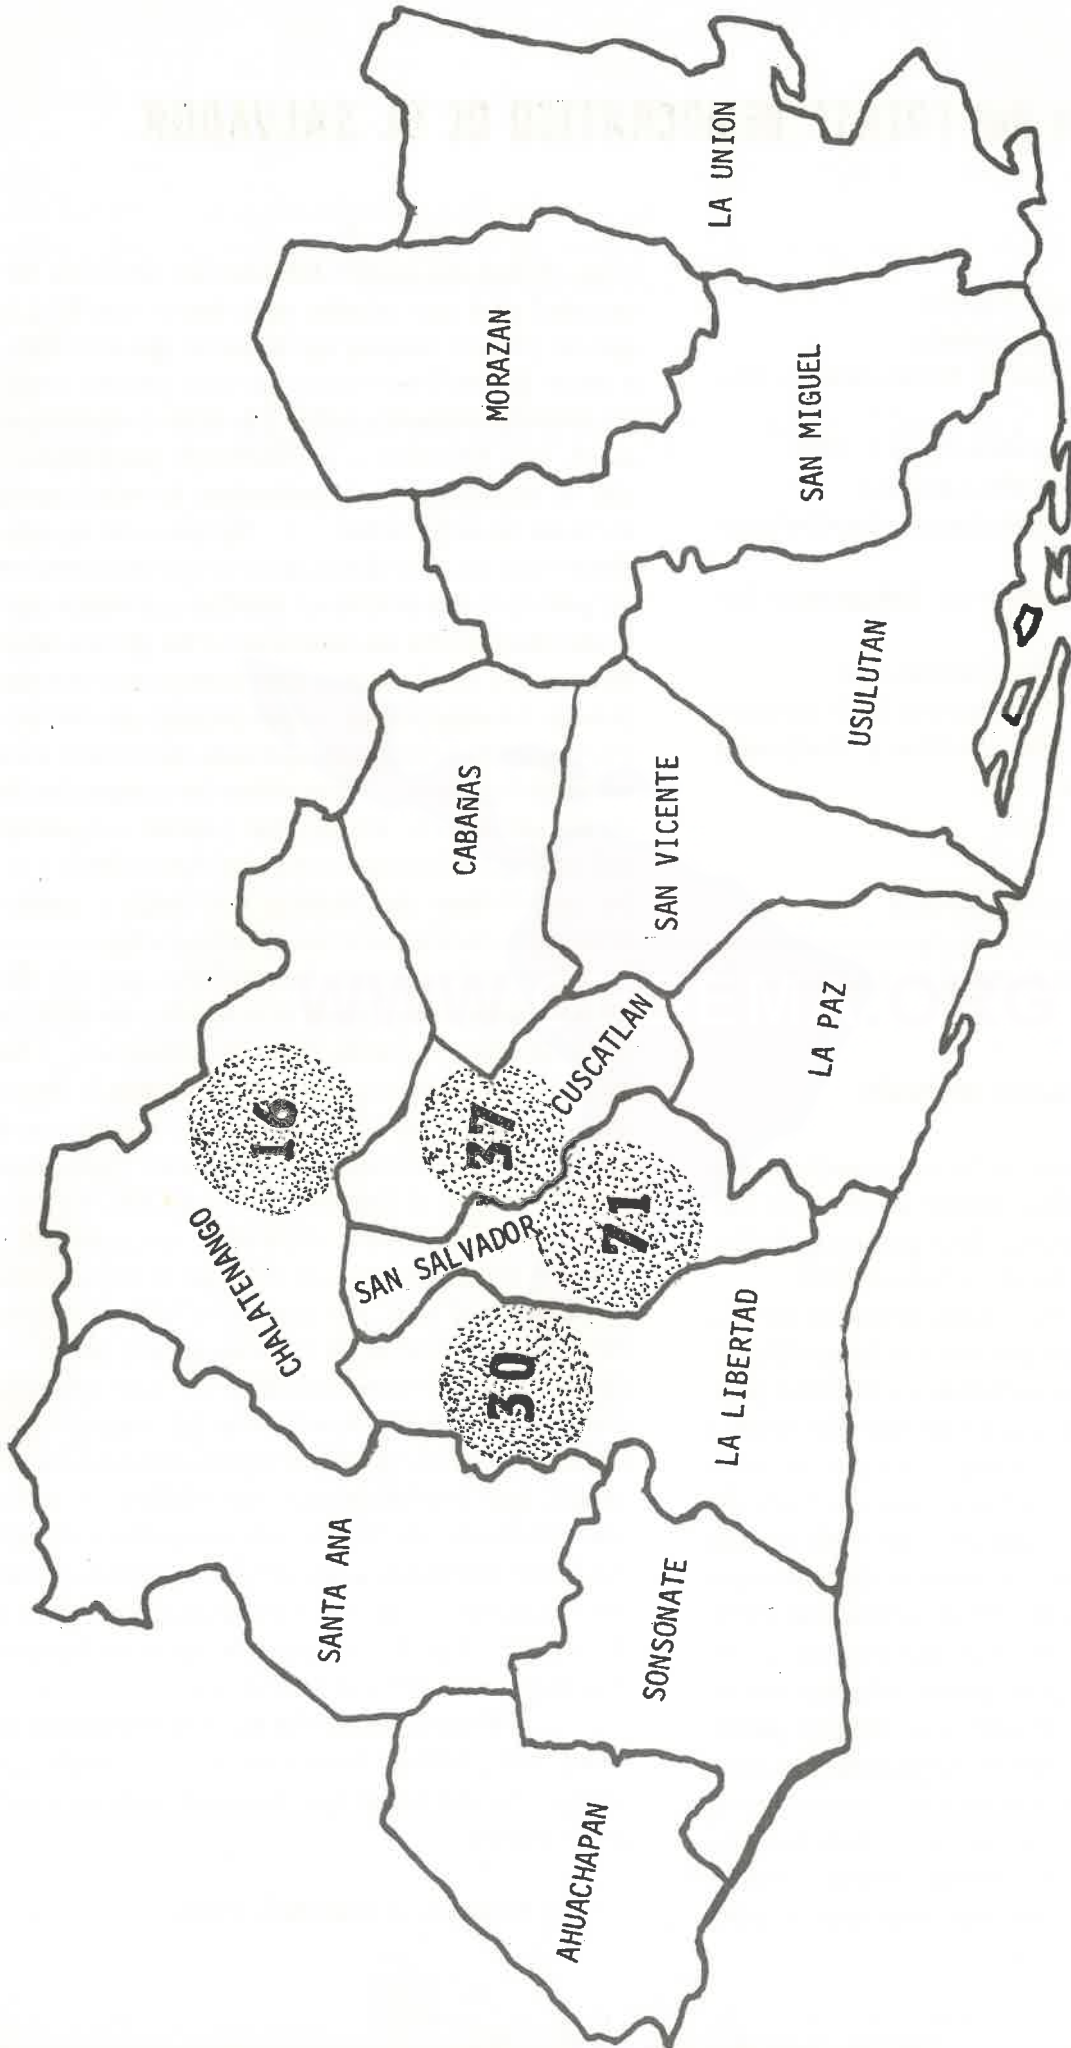 CHALATENANGO
16
SANTA ANA
SAN SALVADOR
37
CABAÑAS
MORAZAN
30
CUSCATLAN
71
AHUACHAPAN
SONSONATE
LA LIBERTAD
SAN VICENTE
LA UNION
SAN MIGUEL
LA PAZ
USULUTAN